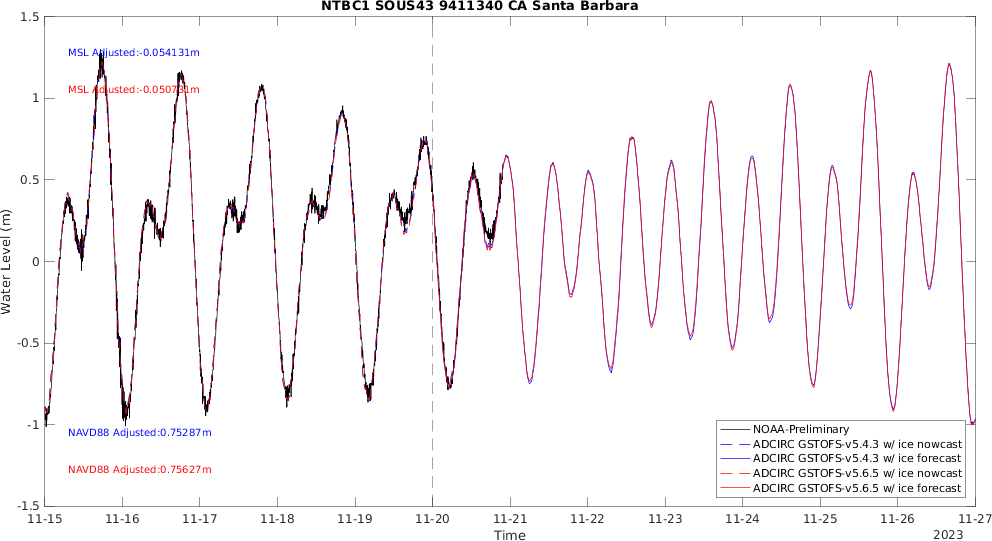 NTBC1 SOUS43 9411340 CA Santa Barbara
1.5
1
0.5
0
-0.5
-1
-1.5
Water Level (m)
MSL Adjusted:-0.054131m
MSL Adjusted:-0.050731m
NAVD88 Adjusted:0.75287m
NAVD88 Adjusted:0.75627m
NOAA-Preliminary
ADCIRC GSTOFS-v5.4.3 w/ ice nowcast
ADCIRC GSTOFS-v5.4.3 w/ ice forecast
ADCIRC GSTOFS-v5.6.5 w/ ice nowcast
ADCIRC GSTOFS-v5.6.5 w/ ice forecast
11-15 11-16 11-17 11-18 11-19 11-20 11-21 11-22 11-23 11-24 11-25 11-26 11-27
Time
2023